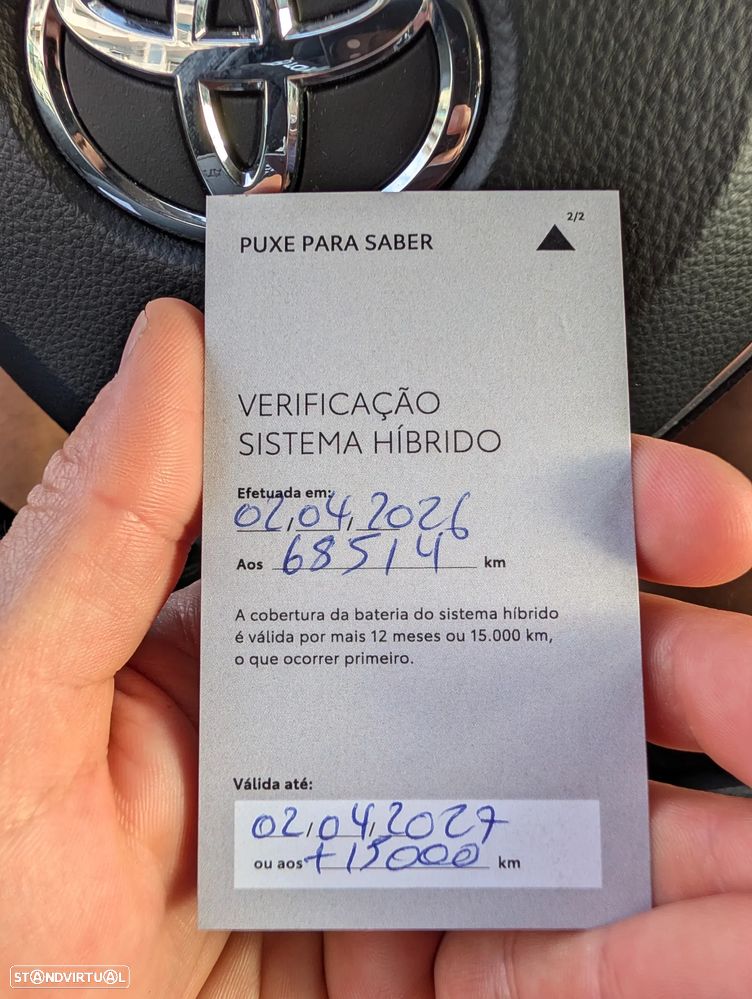 2/2
PUXE PARA SABER
VERIFICAÇÃO
SISTEMA HÍBRIDO
Efetuada em:
02,04,2026
Aos 68514 km
A cobertura da bateria do sistema híbrido
é válida por mais 12 meses ou 15.000 km,
o que ocorrer primeiro.
Válida até:
02/04/2027
ou aos +15000 km
STANDVIRTUAL